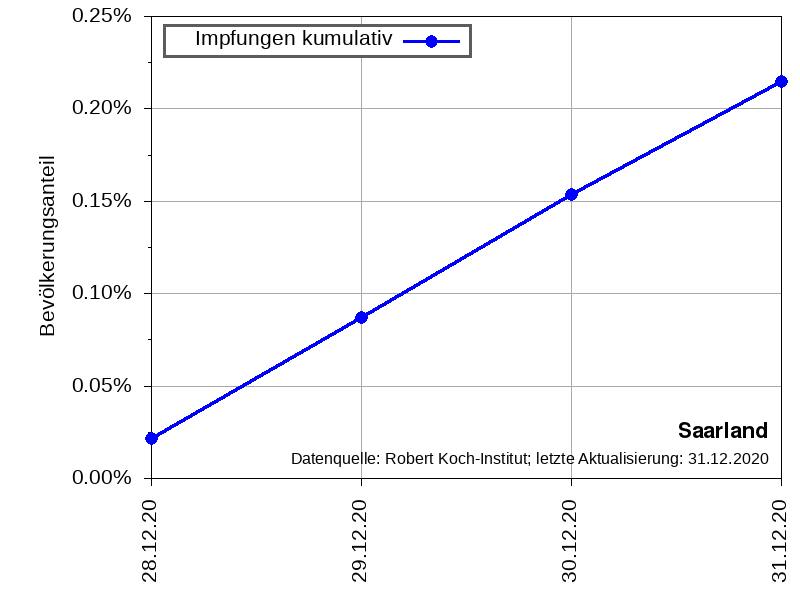 0.25%
Impfungen kumulativ
0.20%
0.15%
0.10%
0.05%
0.00%
Bevölkerungsanteil
Saarland
Datenquelle: Robert Koch-Institut; letzte Aktualisierung: 31.12.2020
28.12.20
29.12.20
30.12.20
31.12.20